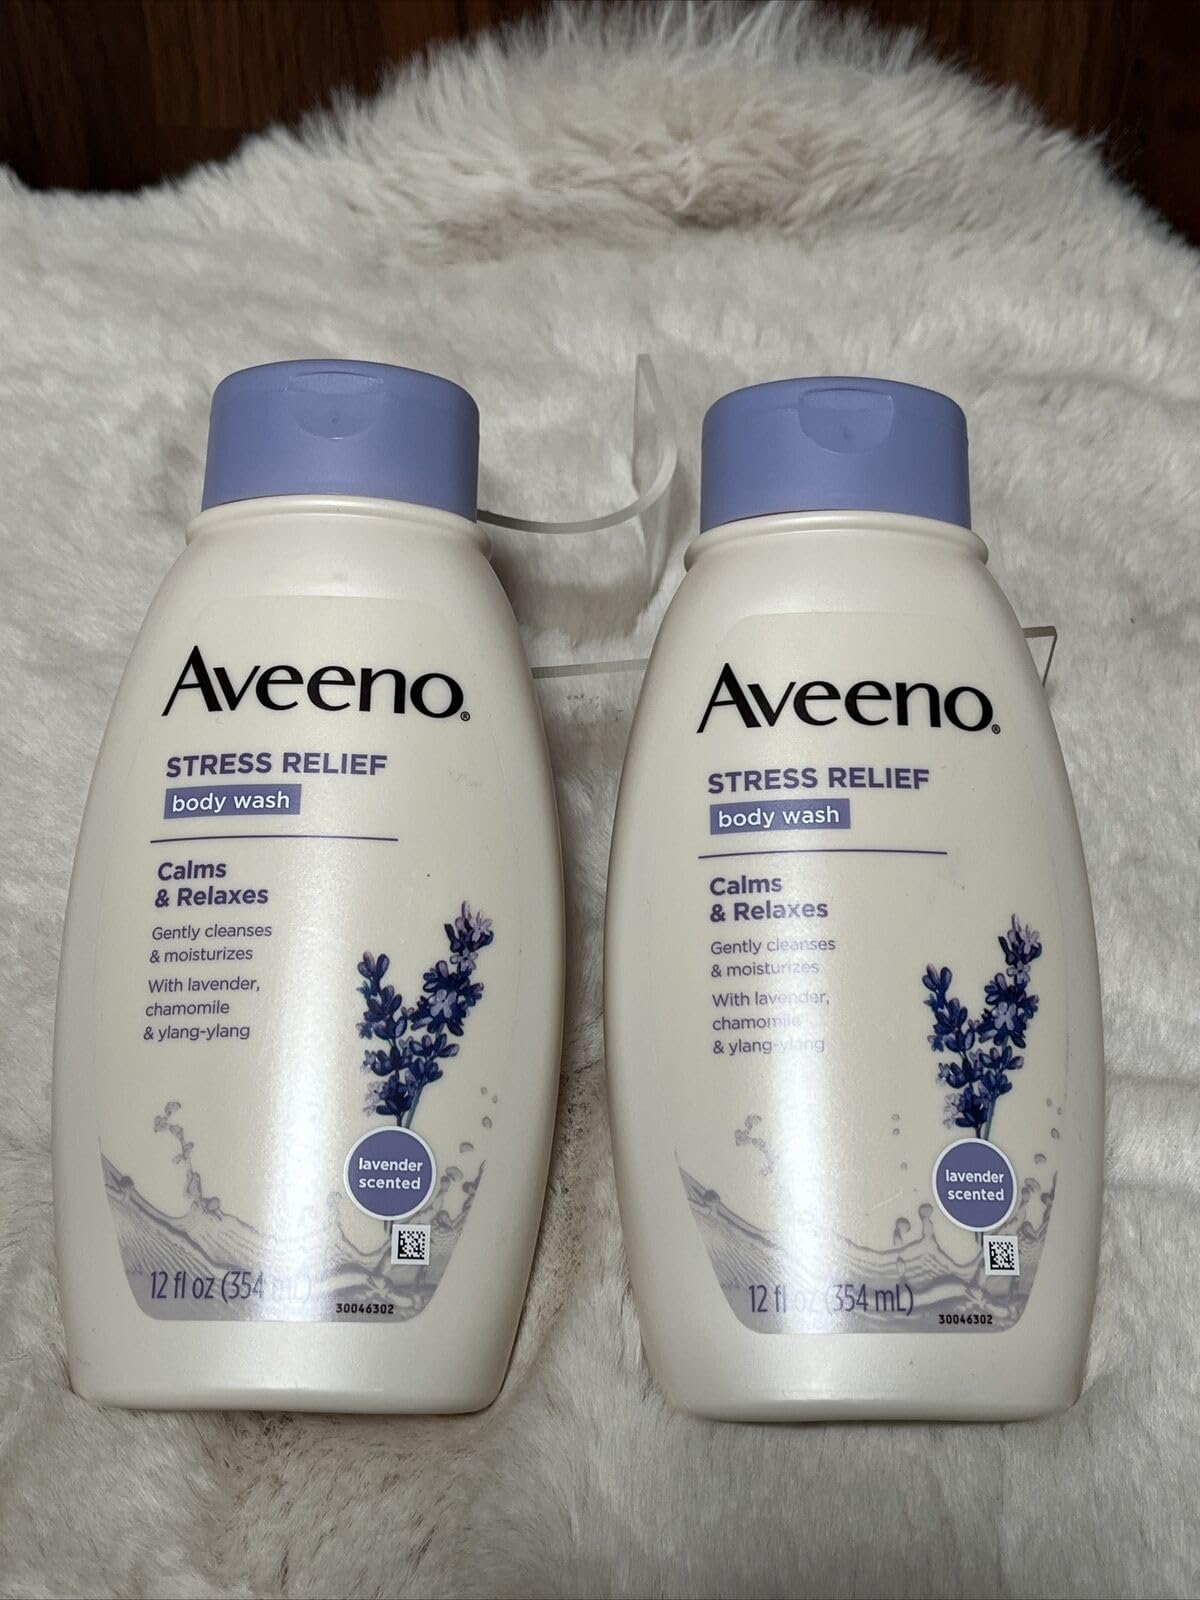 Aveeno®
STRESS RELIEF
body wash
Calms
& Relaxes
Gently cleanses
& moisturizes
With lavender,
chamomile
& ylang-ylang
lavender
scented
12 fl oz (354 mL)
30046302
Aveeno®
STRESS RELIEF
body wash
Calms
& Relaxes
Gently cleanses
& moisturizes
With lavender,
chamomile
& ylang-ylang
lavender
scented
12 fl oz (354 mL)
30046302